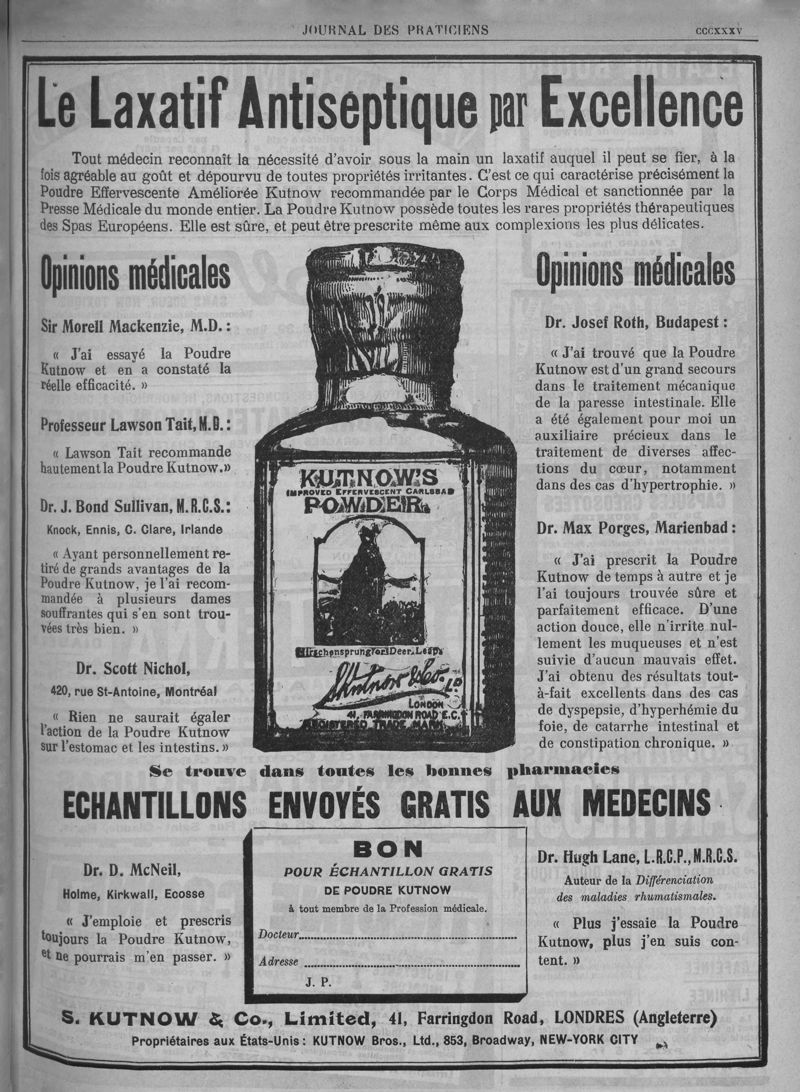 JOURNAL DES PRATICIENS
CCCXXXV
Le Laxatif Antiseptique par Excellence
Tout médecin reconnaît la nécessité d'avoir sous la main un laxatif auquel il peut se fier, à la
fois agréable au goût et dépourvu de toutes propriétés irritantes. C'est ce qui caractérise précisément la
Poudre Effervescente Améliorée Kutnow recommandée par le Corps Médical et sanctionnée par la
Presse Médicale du monde entier. La Poudre Kutnow possède toutes les rares propriétés thérapeutiques
des Spas Européens. Elle est sûre, et peut être prescrite même aux complexions les plus délicates.
Opinions médicales
Sir Morell Mackenzie, M.D. :
« J'ai essayé la Poudre
Kutnow et en a constaté la
réelle efficacité. »
Professeur Lawson Tait, M.B. :
« Lawson Tait recommande
hautement la Poudre Kutnow.»
Dr. J. Bond Sullivan, M.R.C.S. :
Knock, Ennis, C. Clare, Irlande
« Ayant personnellement re-
tiré de grands avantages de la
Poudre Kutnow, je l'ai recom-
mandée à plusieurs dames
souffrantes qui s'en sont trou-
vées très bien. »
Dr. Scott Nichol,
420, rue St-Antoine, Montréal
« Rien ne saurait égaler
l'action de la Poudre Kutnow
sur l'estomac et les intestins. »
KUTNOW'S
IMPROVED EFFERVESCENT CARLSBAD
POWDER
Hirschensprung for Deer Leap
S. Kutnow & Co. Ld
LONDON
41, FARRINGDON ROAD E.C.
REGISTERED TRADE MARK
Opinions médicales
Dr. Josef Roth, Budapest :
« J'ai trouvé que la Poudre
Kutnow est d'un grand secours
dans le traitement mécanique
de la paresse intestinale. Elle
a été également pour moi un
auxiliaire précieux dans le
traitement de diverses affec-
tions du cœur, notamment
dans des cas d'hypertrophie. »
Dr. Max Porges, Marienbad :
« J'ai prescrit la Poudre
Kutnow de temps à autre et je
l'ai toujours trouvée sûre et
parfaitement efficace. D'une
action douce, elle n'irrite nul-
lement les muqueuses et n'est
suivie d'aucun mauvais effet.
J'ai obtenu des résultats tout-
à-fait excellents dans des cas
de dyspepsie, d'hyperhémie du
foie, de catarrhe intestinal et
de constipation chronique. »
Se trouve dans toutes les bonnes pharmacies
ECHANTILLONS ENVOYÉS GRATIS AUX MEDECINS
Dr. D. McNeil,
Holme, Kirkwall, Ecosse
« J'emploie et prescris
toujours la Poudre Kutnow,
et ne pourrais m'en passer. »
BON
POUR ÉCHANTILLON GRATIS
DE POUDRE KUTNOW
à tout membre de la Profession médicale.
Docteur
Adresse
J. P.
Dr. Hugh Lane, L.R.C.P., M.R.C.S.
Auteur de la Différenciation
des maladies rhumatismales.
« Plus j'essaie la Poudre
Kutnow, plus j'en suis con-
tent. »
S. KUTNOW & Co., Limited, 41, Farringdon Road, LONDRES (Angleterre)
Propriétaires aux États-Unis : KUTNOW Bros., Ltd., 853, Broadway, NEW-YORK CITY